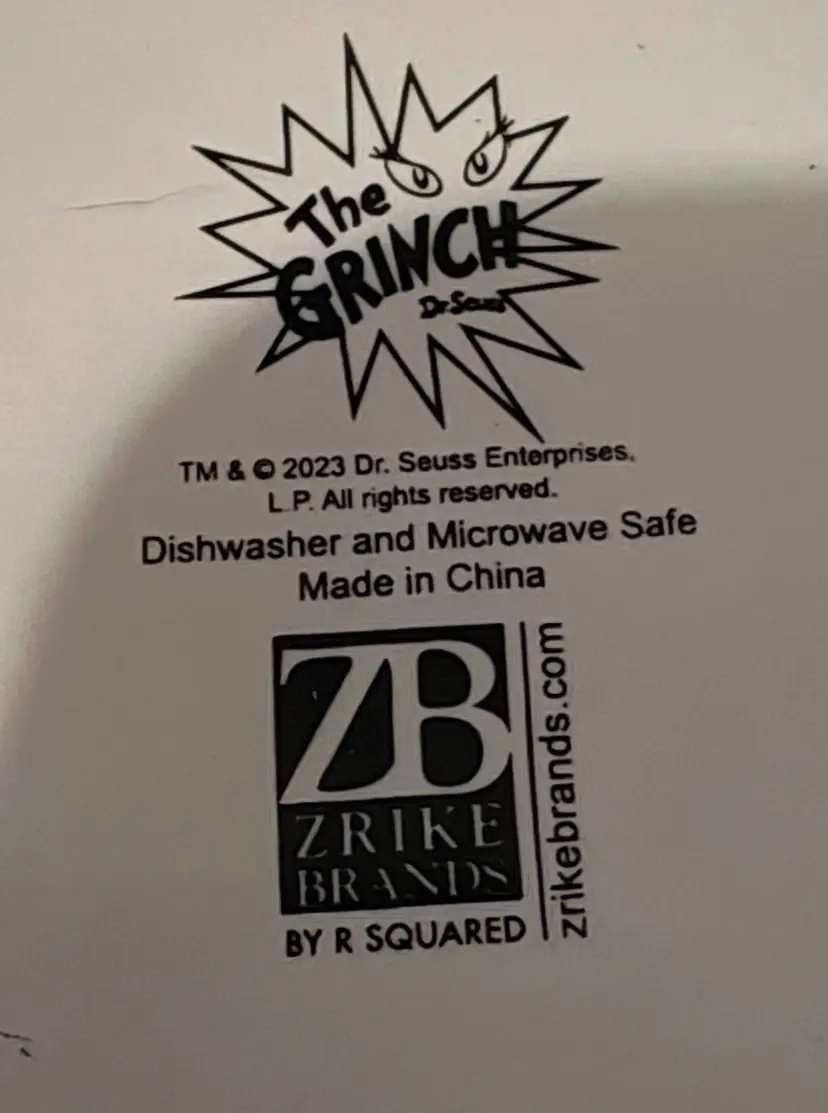 The
GRINCH
Dr. Seuss
TM & © 2023 Dr. Seuss Enterprises,
L.P. All rights reserved.
Dishwasher and Microwave Safe
Made in China
ZB
ZRIKE
BRANDS
BY R SQUARED
zrikebrands.com